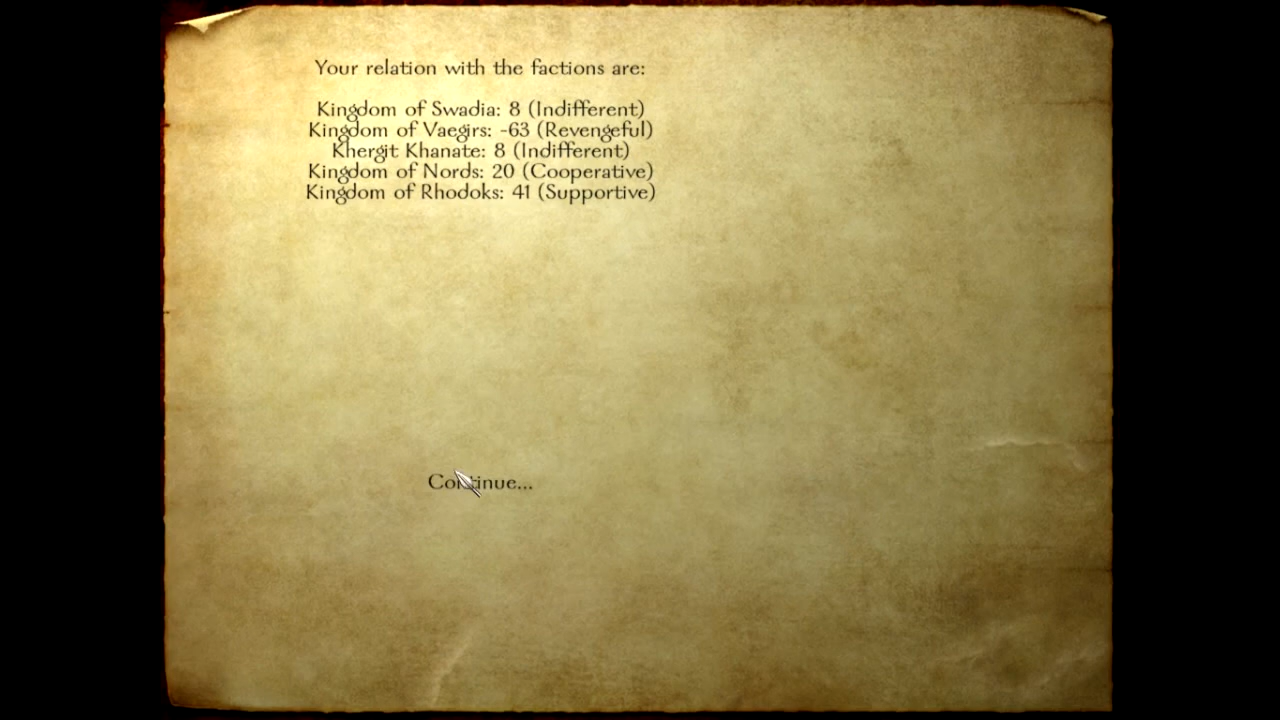 Your relation with the factions are:
Kingdom of Swadia: 8 (Indifferent)
Kingdom of Vaegirs: -63 (Revengeful)
Khergit Khanate: 8 (Indifferent)
Kingdom of Nords: 20 (Cooperative)
Kingdom of Rhodoks: 41 (Supportive)
Continue...